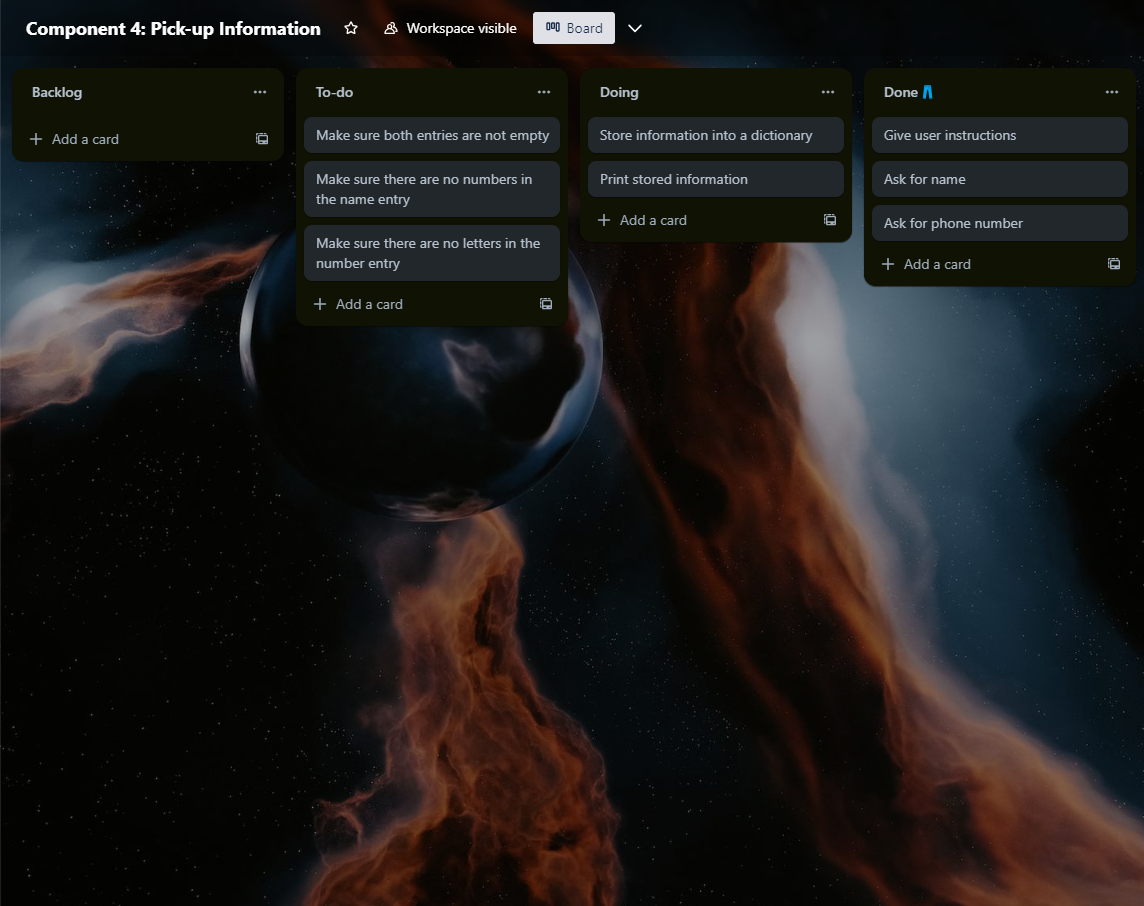 Component 4: Pick-up Information
Workspace visible
Board
Backlog
Add a card
To-do
Make sure both entries are not empty
Make sure there are no numbers in
the name entry
Make sure there are no letters in the
number entry
Add a card
Doing
Store information into a dictionary
Print stored information
Add a card
Done 👖
Give user instructions
Ask for name
Ask for phone number
Add a card